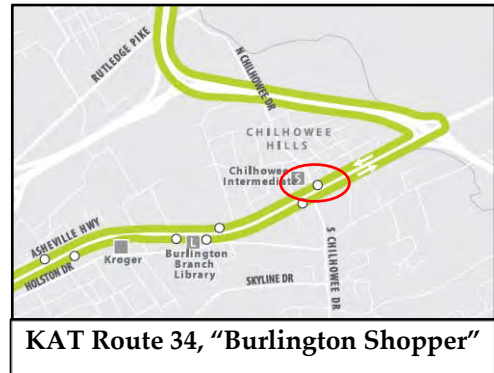 RUTLEDGE PIKE
N CHILHOWEE DR
CHILHOWEE
HILLS
Chilhowee
Intermediate
S
ASHEVILLE HWY
HOLSTON DR
Kroger
L
Burlington
Branch
Library
SKYLINE DR
S CHILHOWEE DR
KAT Route 34, “Burlington Shopper”